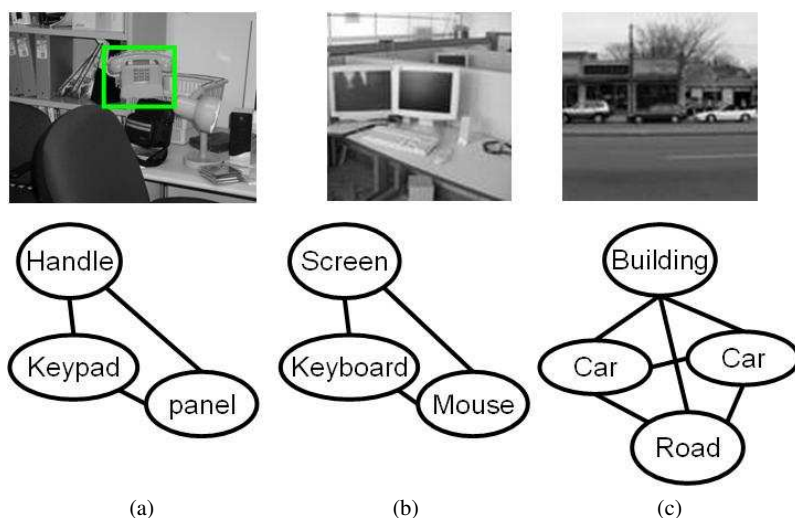 Handle
Keypad
panel
(a)
Screen
Keyboard
Mouse
(b)
Building
Car
Car
Road
(c)